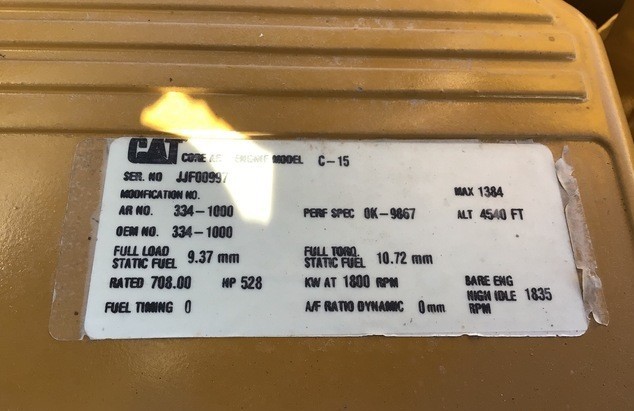 CAT CORE AR ENGINE MODEL C-15
SER. NO JJF00997
MODIFICATION NO. MAX 1384
AR NO. 334-1000 PERF SPEC 0K-9867 ALT 4540 FT
OEM NO. 334-1000
FULL LOAD STATIC FUEL 9.37 mm FULL TORQ. STATIC FUEL 10.72 mm
RATED 708.00 HP 528 KW AT 1800 RPM BARE ENG HIGH IDLE 1835 RPM
FUEL TIMING 0 A/F RATIO DYNAMIC 0 mm